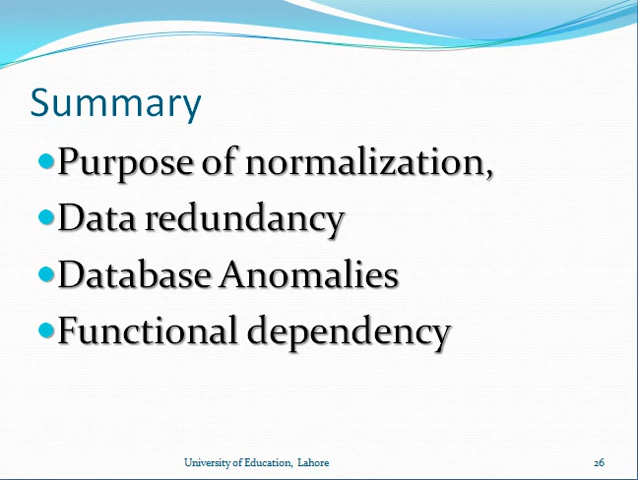 Summary
Purpose of normalization,
Data redundancy
Database Anomalies
Functional dependency
University of Education, Lahore
26